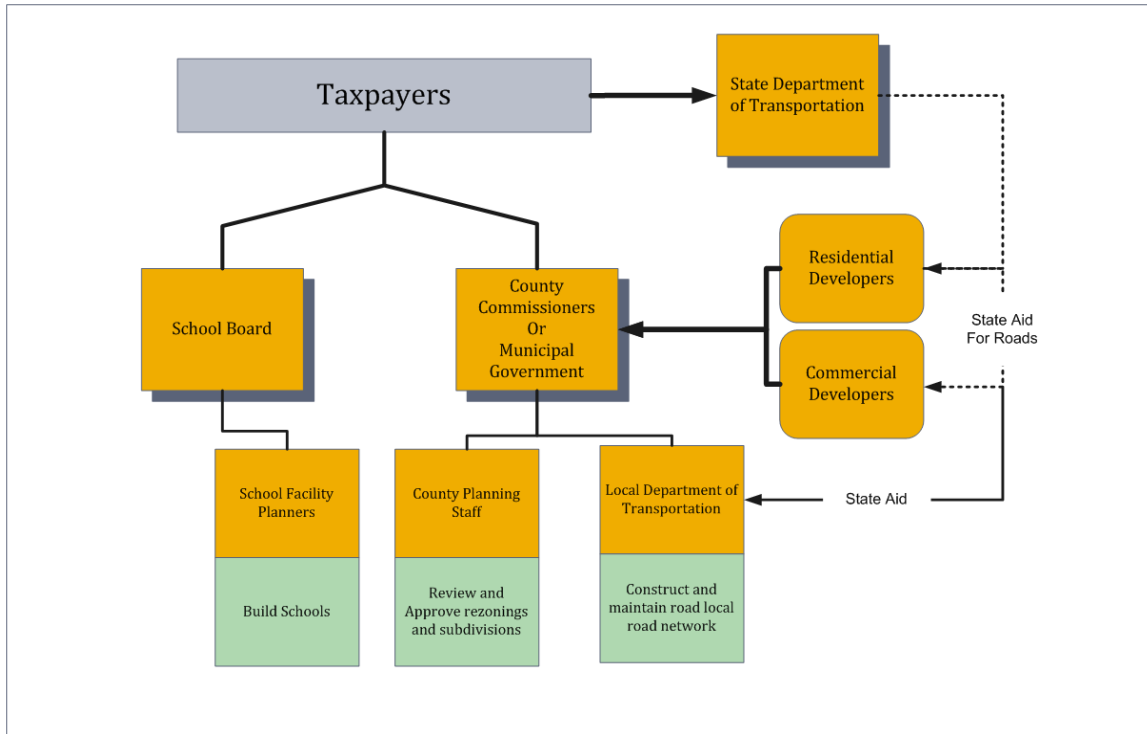 Taxpayers
State Department
of Transportation
Residential
Developers
County
Commissioners
Or
Municipal
Government
School Board
State Aid
For Roads
Commercial
Developers
School Facility
Planners
County Planning
Staff
Local Department of
Transportation
State Aid
Build Schools
Review and
Approve rezonings
and subdivisions
Construct and
maintain road local
road network